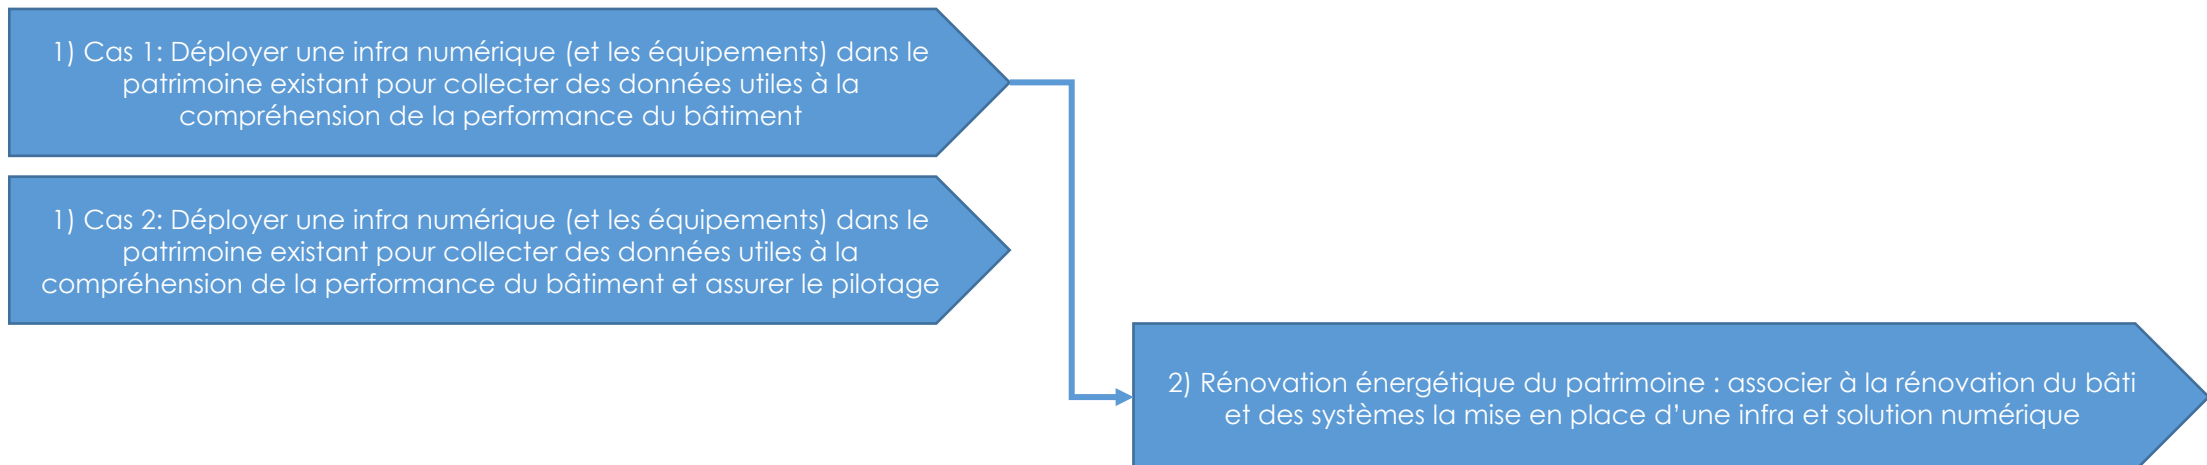 1) Cas 1: Déployer une infra numérique (et les équipements) dans le
patrimoine existant pour collecter des données utiles à la
compréhension de la performance du bâtiment
1) Cas 2: Déployer une infra numérique (et les équipements) dans le
patrimoine existant pour collecter des données utiles à la
compréhension de la performance du bâtiment et assurer le pilotage
2) Rénovation énergétique du patrimoine : associer à la rénovation du bâti
et des systèmes la mise en place d’une infra et solution numérique